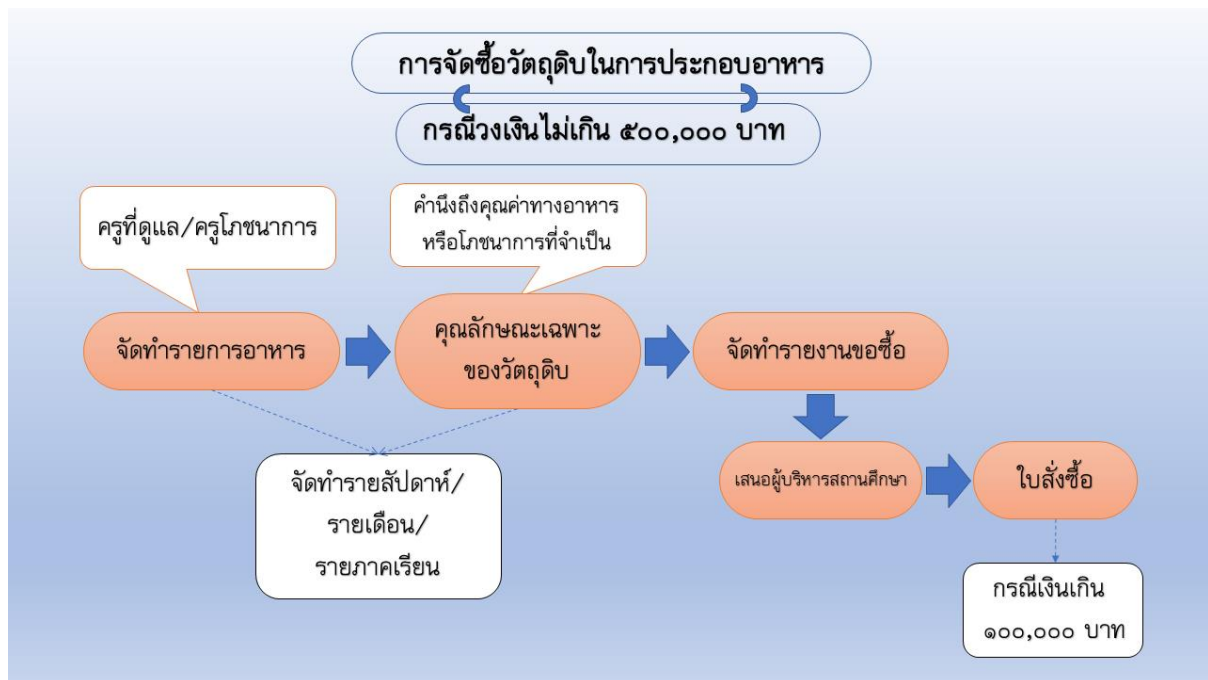 การจัดซื้อวัตถุดิบในการประกอบอาหาร
กรณีวงเงินไม่เกิน ๕๐๐,๐๐๐ บาท
ครูที่ดูแล/ครูโภชนาการ
คำนึงถึงคุณค่าทางอาหาร
หรือโภชนาการที่จำเป็น
จัดทำรายการอาหาร
คุณลักษณะเฉพาะ
ของวัตถุดิบ
จัดทำรายงานขอซื้อ
จัดทำรายสัปดาห์/
รายเดือน/
รายภาคเรียน
เสนอผู้บริหารสถานศึกษา
ใบสั่งซื้อ
กรณีเงินเกิน
๑๐๐,๐๐๐ บาท